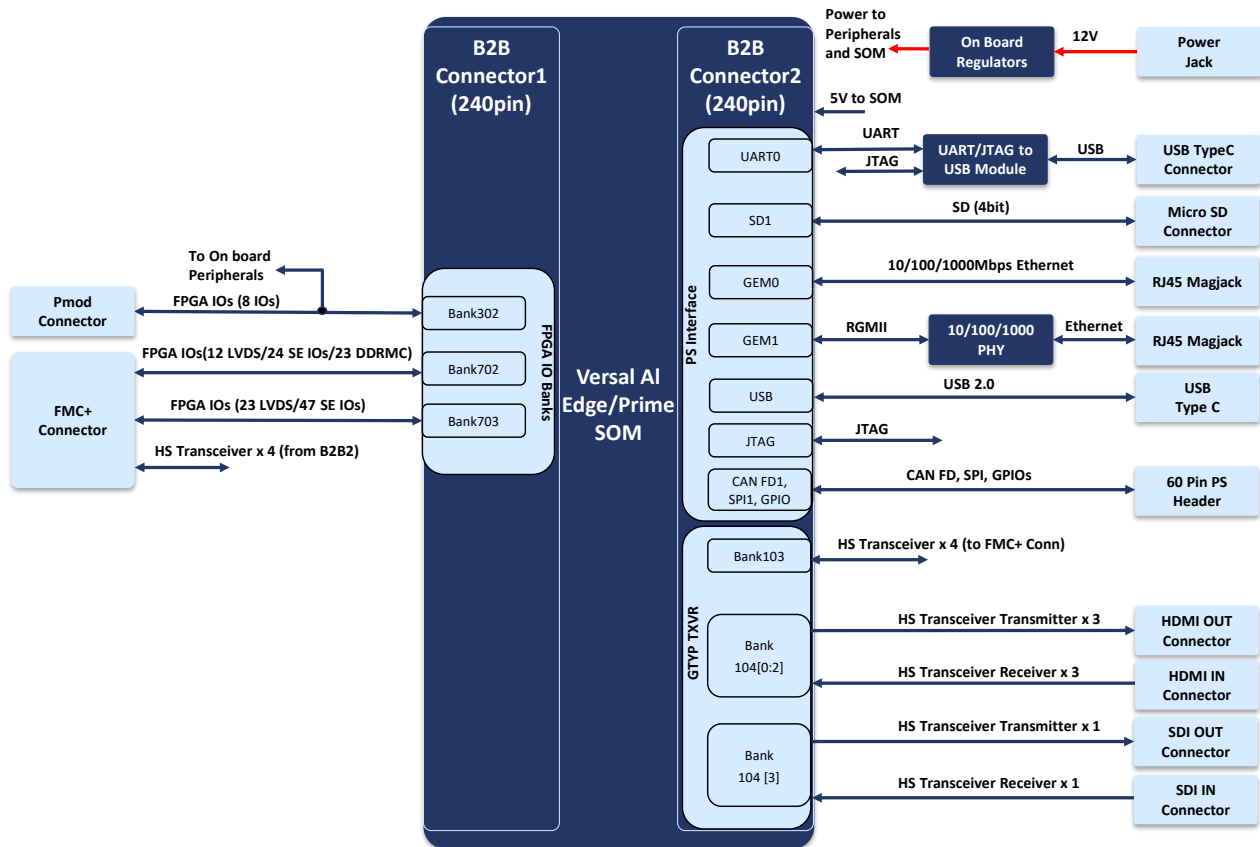 B2B
Connector1
(240pin)
B2B
Connector2
(240pin)
Power to
Peripherals
and SOM
On Board
Regulators
12V
Power
Jack
5V to SOM
UART
JTAG
UART0
UART/JTAG to
USB Module
USB
USB TypeC
Connector
SD1
SD (4bit)
Micro SD
Connector
To On board
Peripherals
GEM0
10/100/1000Mbps Ethernet
RJ45 Magjack
Pmod
Connector
FPGA IOs (8 IOs)
Bank302
FPGA IO Banks
PS Interface
GEM1
RGMII
10/100/1000
PHY
Ethernet
RJ45 Magjack
FPGA IOs(12 LVDS/24 SE IOs/23 DDRMC)
Bank702
FMC+
Connector
FPGA IOs (23 LVDS/47 SE IOs)
Bank703
Versal AI
Edge/Prime
SOM
USB
USB 2.0
USB
Type C
JTAG
JTAG
HS Transceiver x 4 (from B2B2)
CAN FD1,
SPI1, GPIO
CAN FD, SPI, GPIOs
60 Pin PS
Header
GTYP TXVR
Bank103
HS Transceiver x 4 (to FMC+ Conn)
Bank
104[0:2]
HS Transceiver Transmitter x 3
HDMI OUT
Connector
HS Transceiver Receiver x 3
HDMI IN
Connector
Bank
104 [3]
HS Transceiver Transmitter x 1
SDI OUT
Connector
HS Transceiver Receiver x 1
SDI IN
Connector